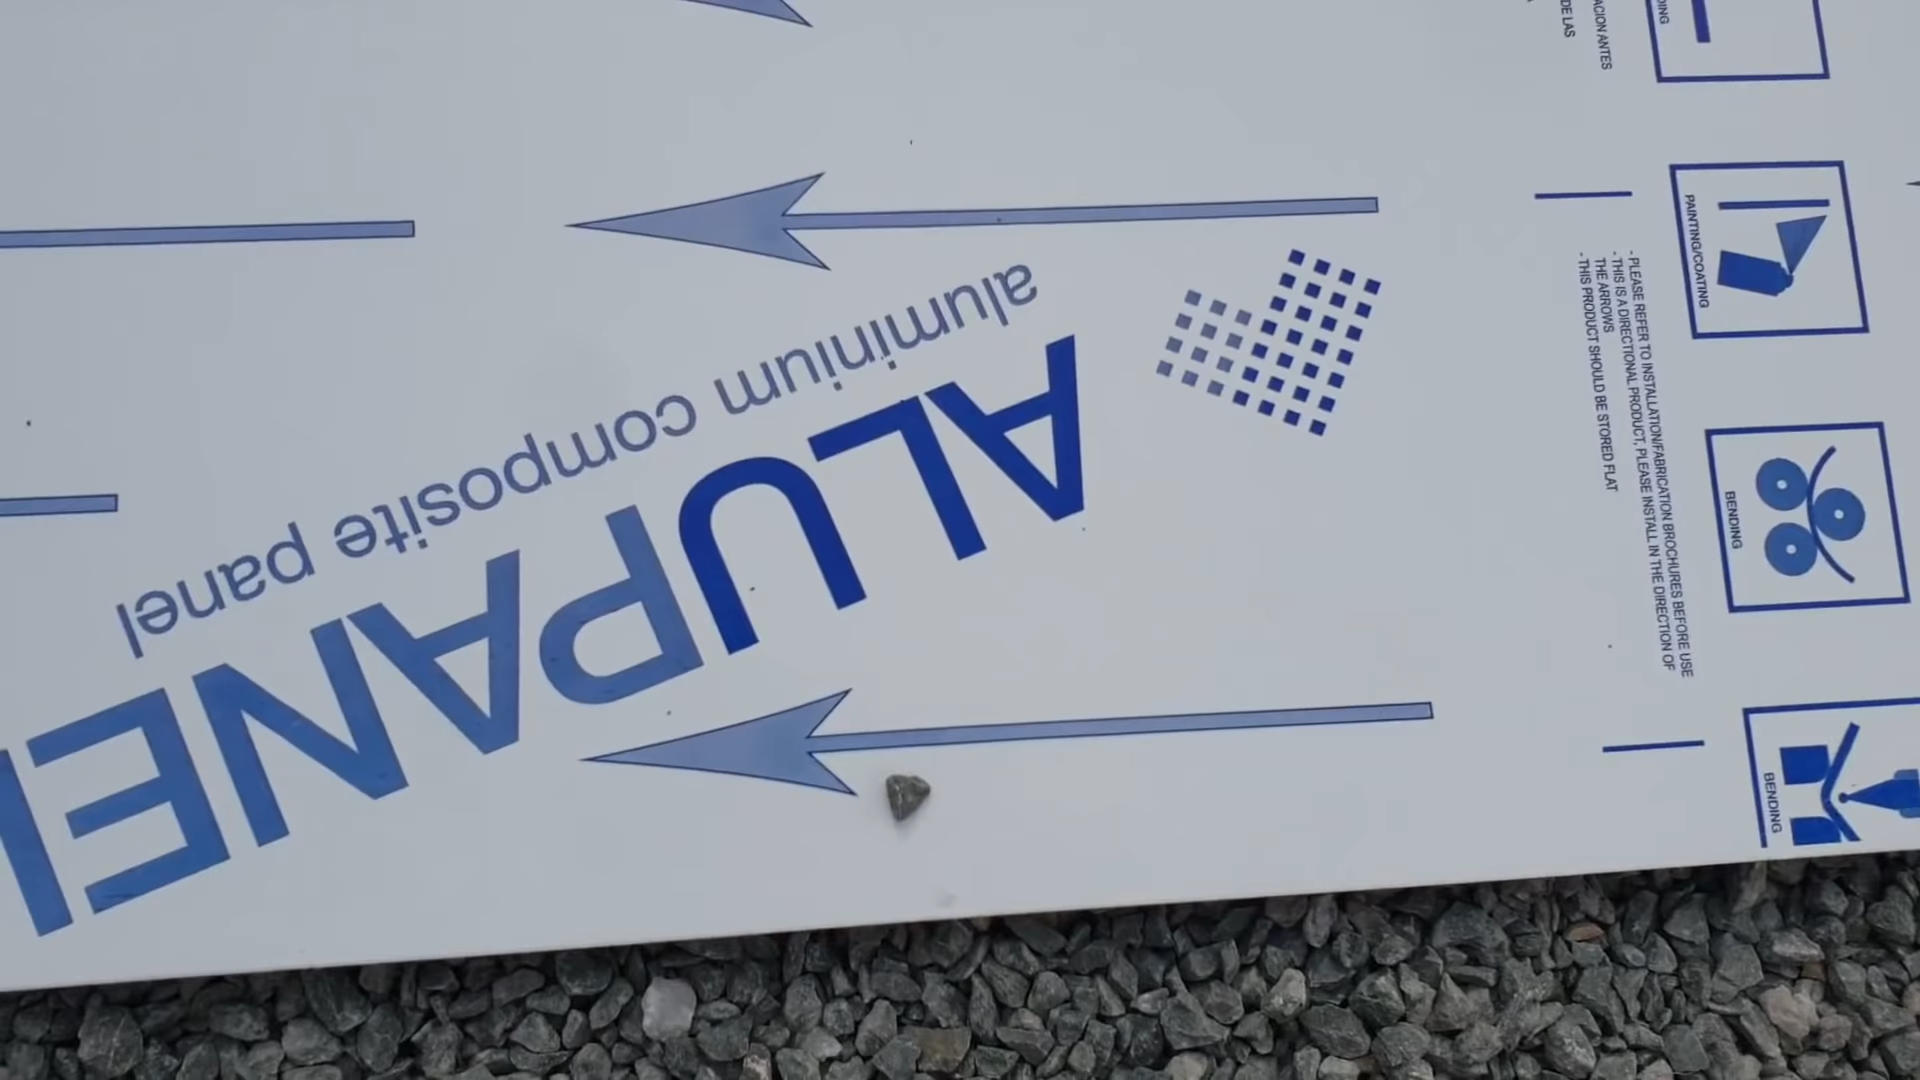 ALUPANEL
aluminium composite panel
- PLEASE REFER TO INSTALLATION/FABRICATION BROCHURES BEFORE USE
- THIS IS A DIRECTIONAL PRODUCT, PLEASE INSTALL IN THE DIRECTION OF
THE ARROWS
- THIS PRODUCT SHOULD BE STORED FLAT
PAINTING/COATING
BENDING
BENDING
DE LAS
ANTES